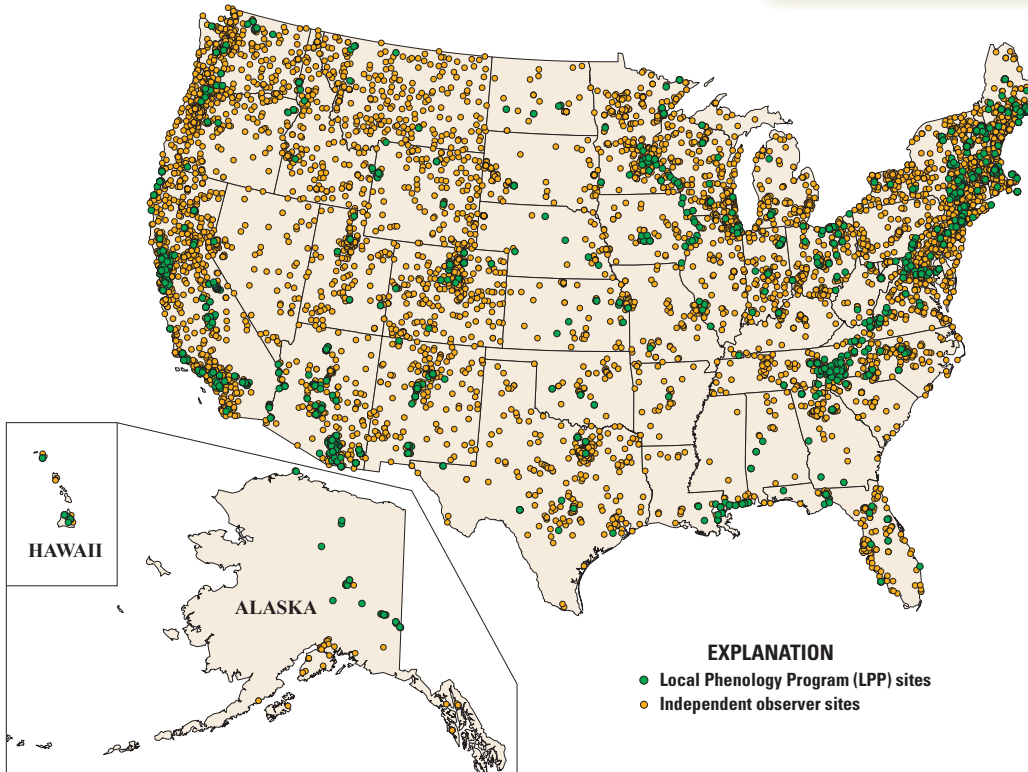 HAWAII
ALASKA
EXPLANATION
Local Phenology Program (LPP) sites
Independent observer sites